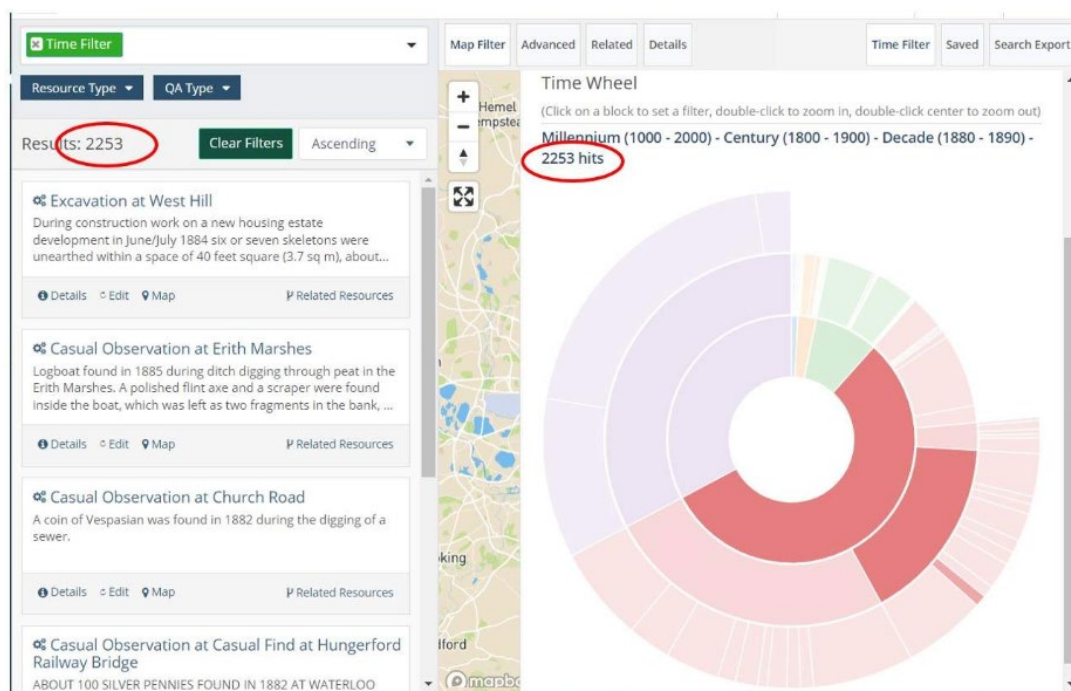 Time Filter
Resource Type
QA Type
Results: 2253
Clear Filters
Ascending
Excavation at West Hill
During construction work on a new housing estate
development in June/July 1884 six or seven skeletons were
unearthed within a space of 40 feet square (3.7 sq m), about...
Details Edit Map Related Resources
Casual Observation at Erith Marshes
Logboat found in 1885 during ditch digging through peat in the
Erith Marshes. A polished flint axe and a scraper were found
inside the boat, which was left as two fragments in the bank, ...
Details Edit Map Related Resources
Casual Observation at Church Road
A coin of Vespasian was found in 1882 during the digging of a
sewer.
Details Edit Map Related Resources
Casual Observation at Casual Find at Hungerford
Railway Bridge
ABOUT 100 SILVER PENNIES FOUND IN 1882 AT WATERLOO
Map Filter Advanced Related Details Time Filter Saved Search Export
Hemel
empstea
king
lford
mapbo
Time Wheel
(Click on a block to set a filter, double-click to zoom in, double-click center to zoom out)
Millennium (1000 - 2000) - Century (1800 - 1900) - Decade (1880 - 1890) -
2253 hits